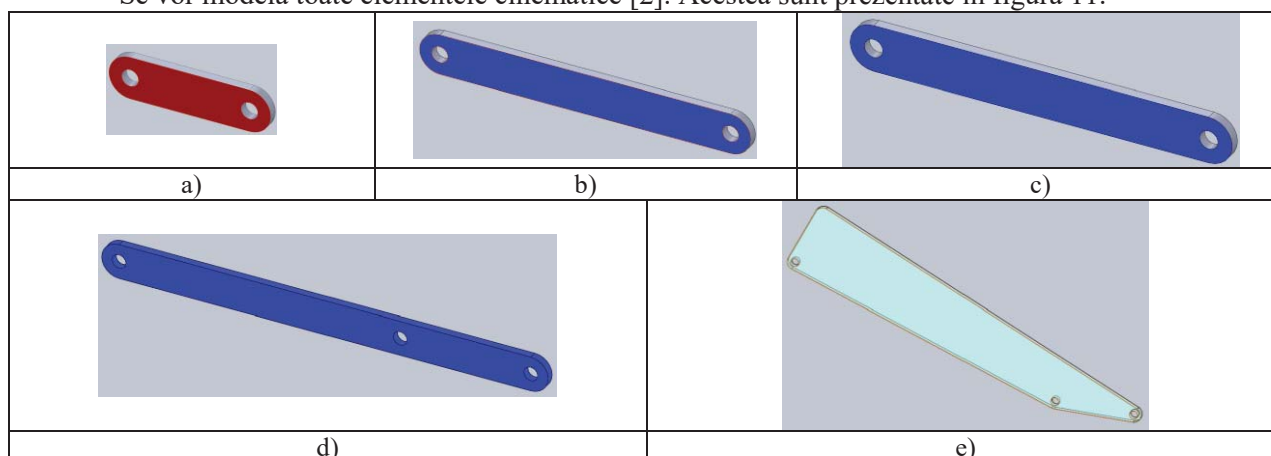 Se vor modela toate elementele cinematice [2]. Acestea sunt prezentate în figura 11.
a)
b)
c)
d)
e)